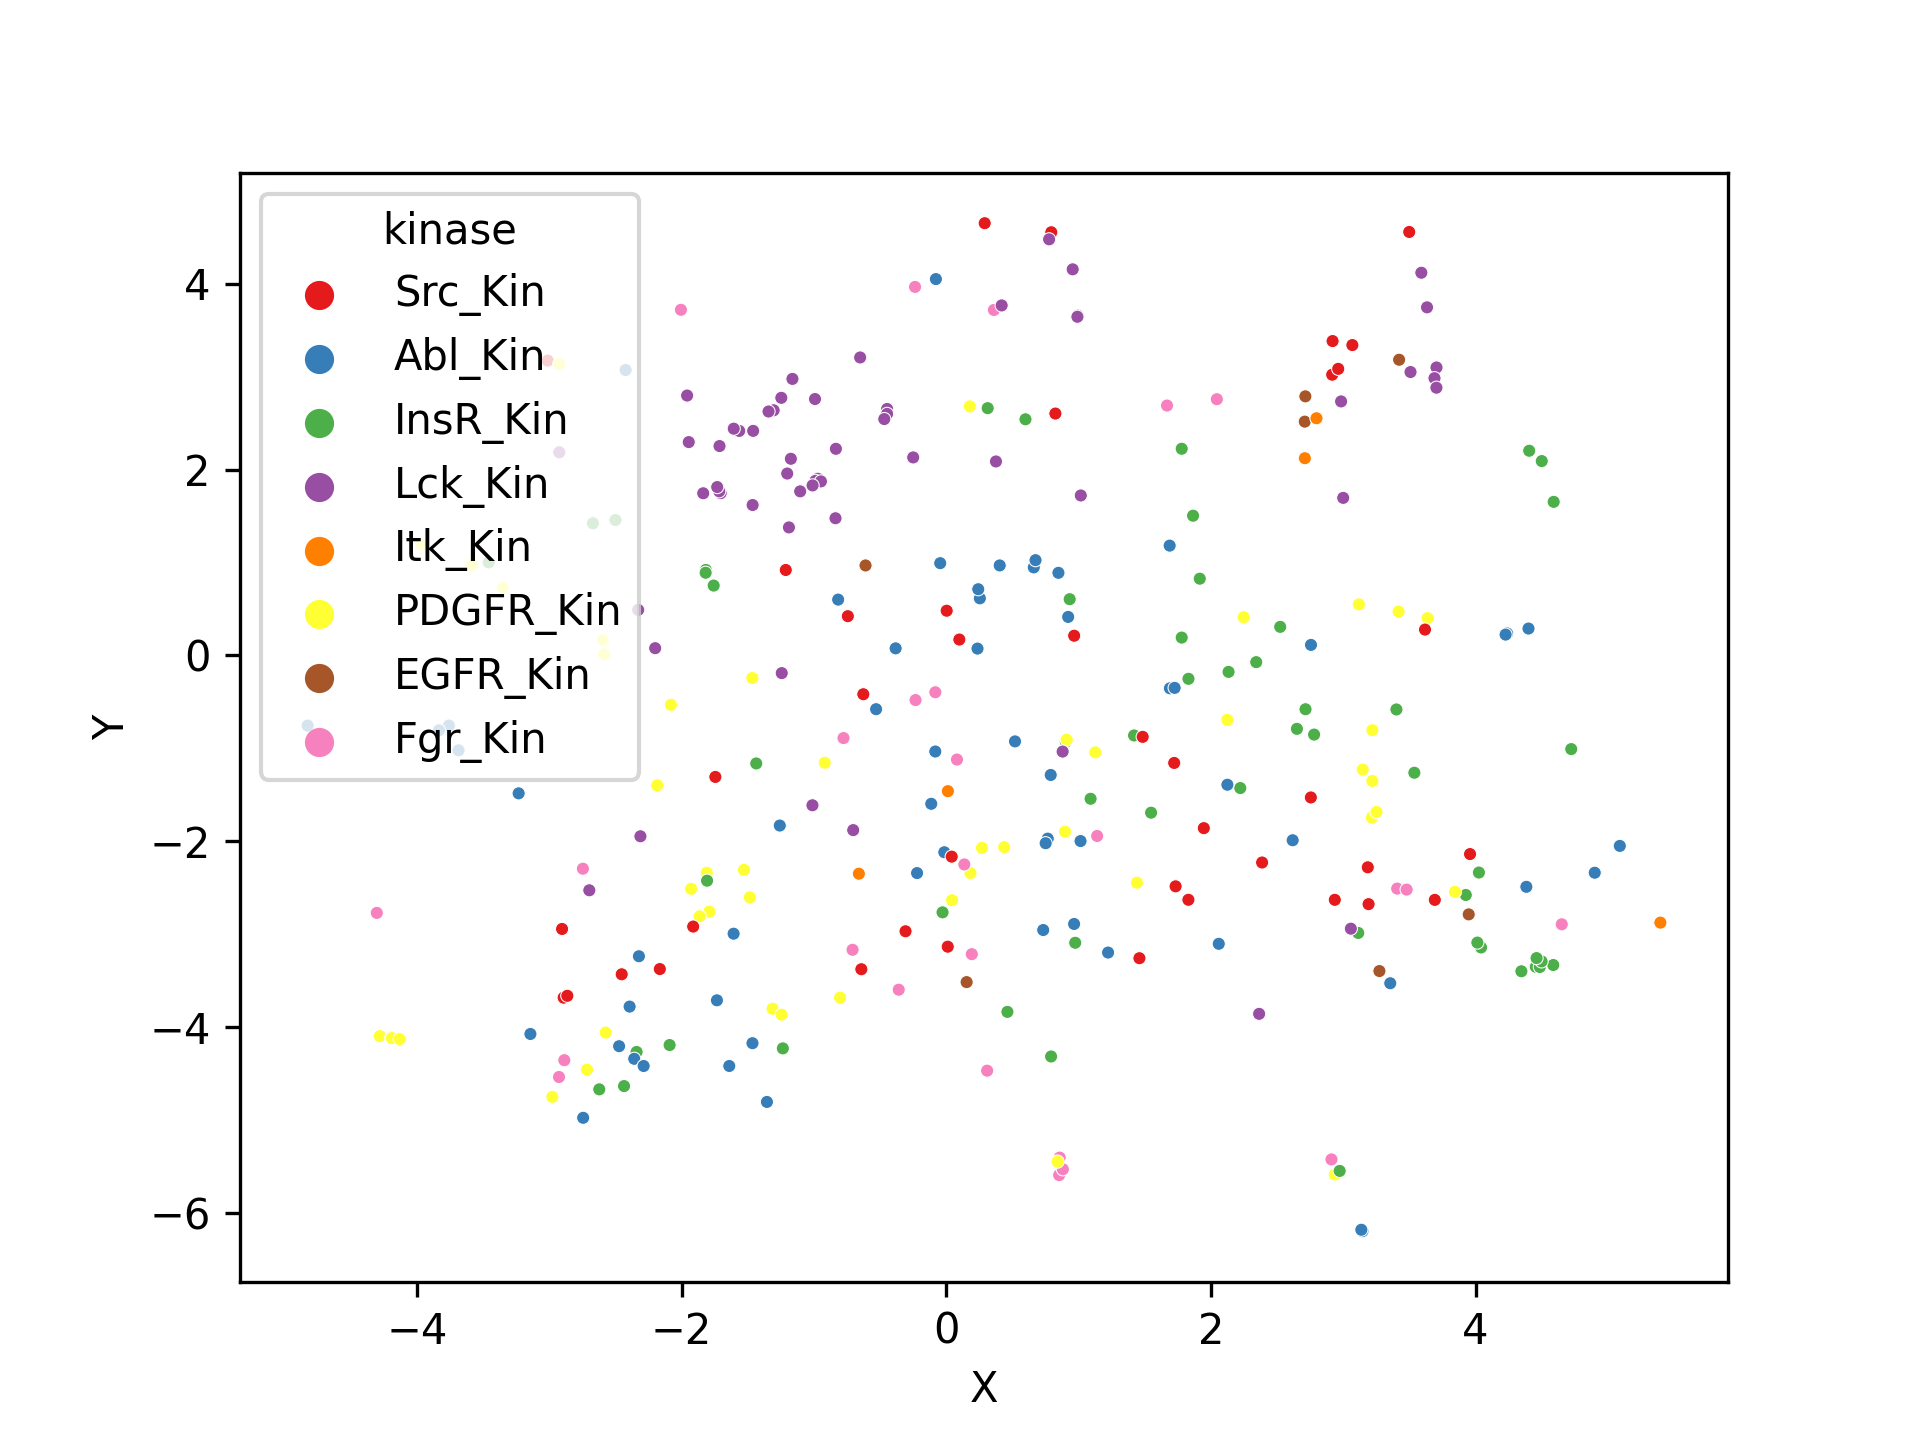 kinase
Src_Kin
Abl_Kin
InsR_Kin
Lck_Kin
Itk_Kin
PDGFR_Kin
EGFR_Kin
Fgr_Kin
4
2
0
−2
−4
−6
Y
−4 −2 0 2 4
X